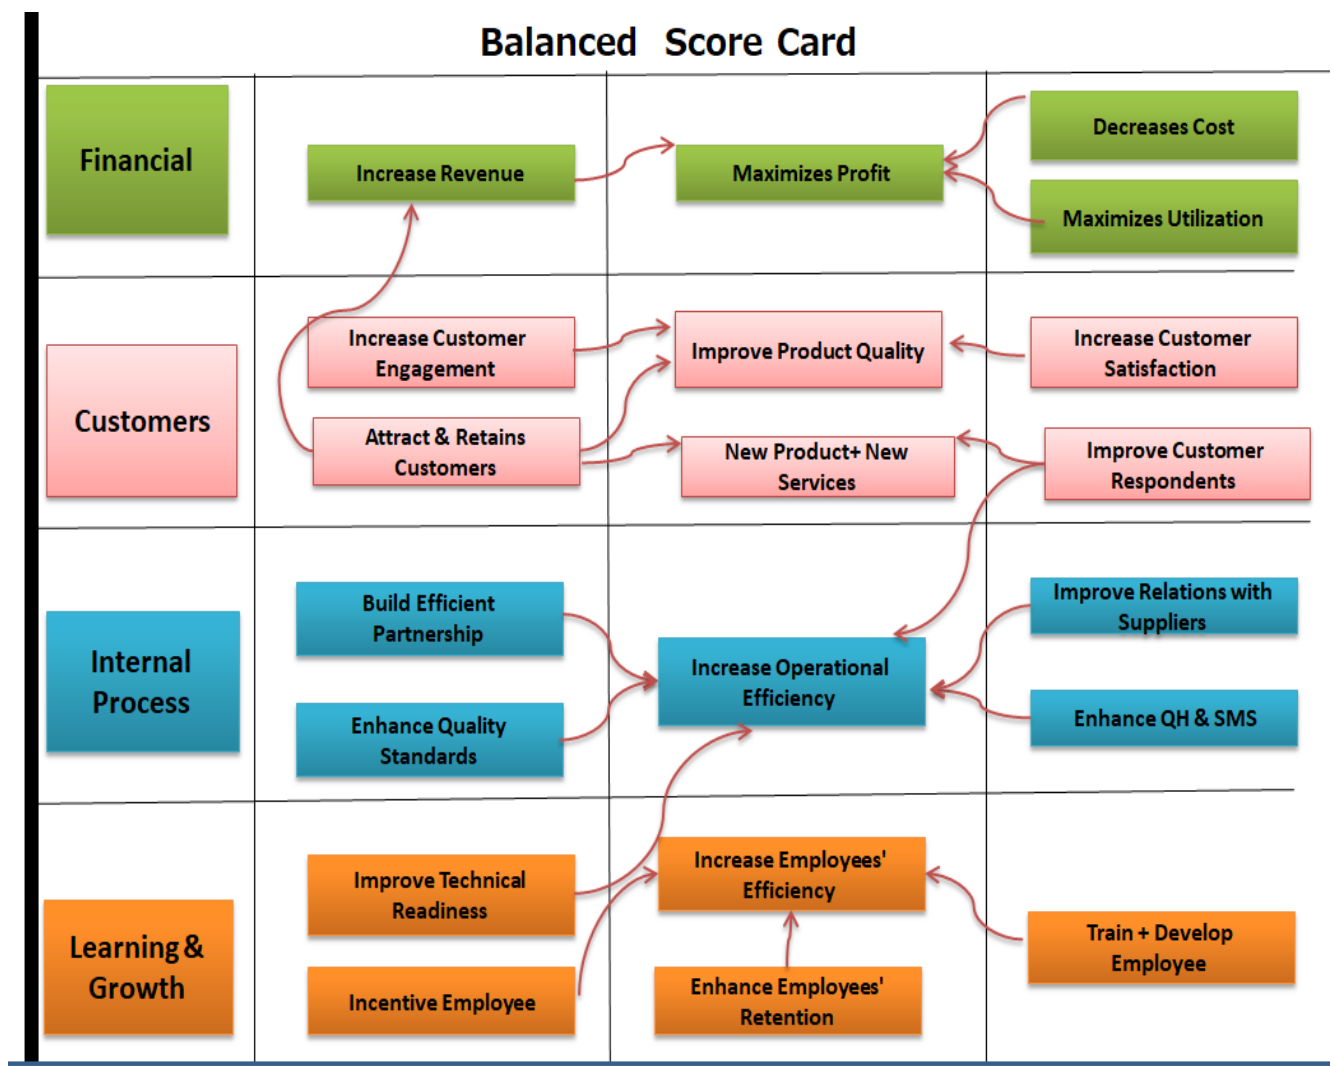 Balanced Score Card
Financial
Increase Revenue
Maximizes Profit
Decreases Cost
Maximizes Utilization
Customers
Increase Customer
Engagement
Improve Product Quality
Increase Customer
Satisfaction
Attract & Retains
Customers
New Product+ New
Services
Improve Customer
Respondents
Internal
Process
Build Efficient
Partnership
Increase Operational
Efficiency
Improve Relations with
Suppliers
Enhance Quality
Standards
Enhance QH & SMS
Learning &
Growth
Improve Technical
Readiness
Increase Employees'
Efficiency
Train + Develop
Employee
Incentive Employee
Enhance Employees'
Retention